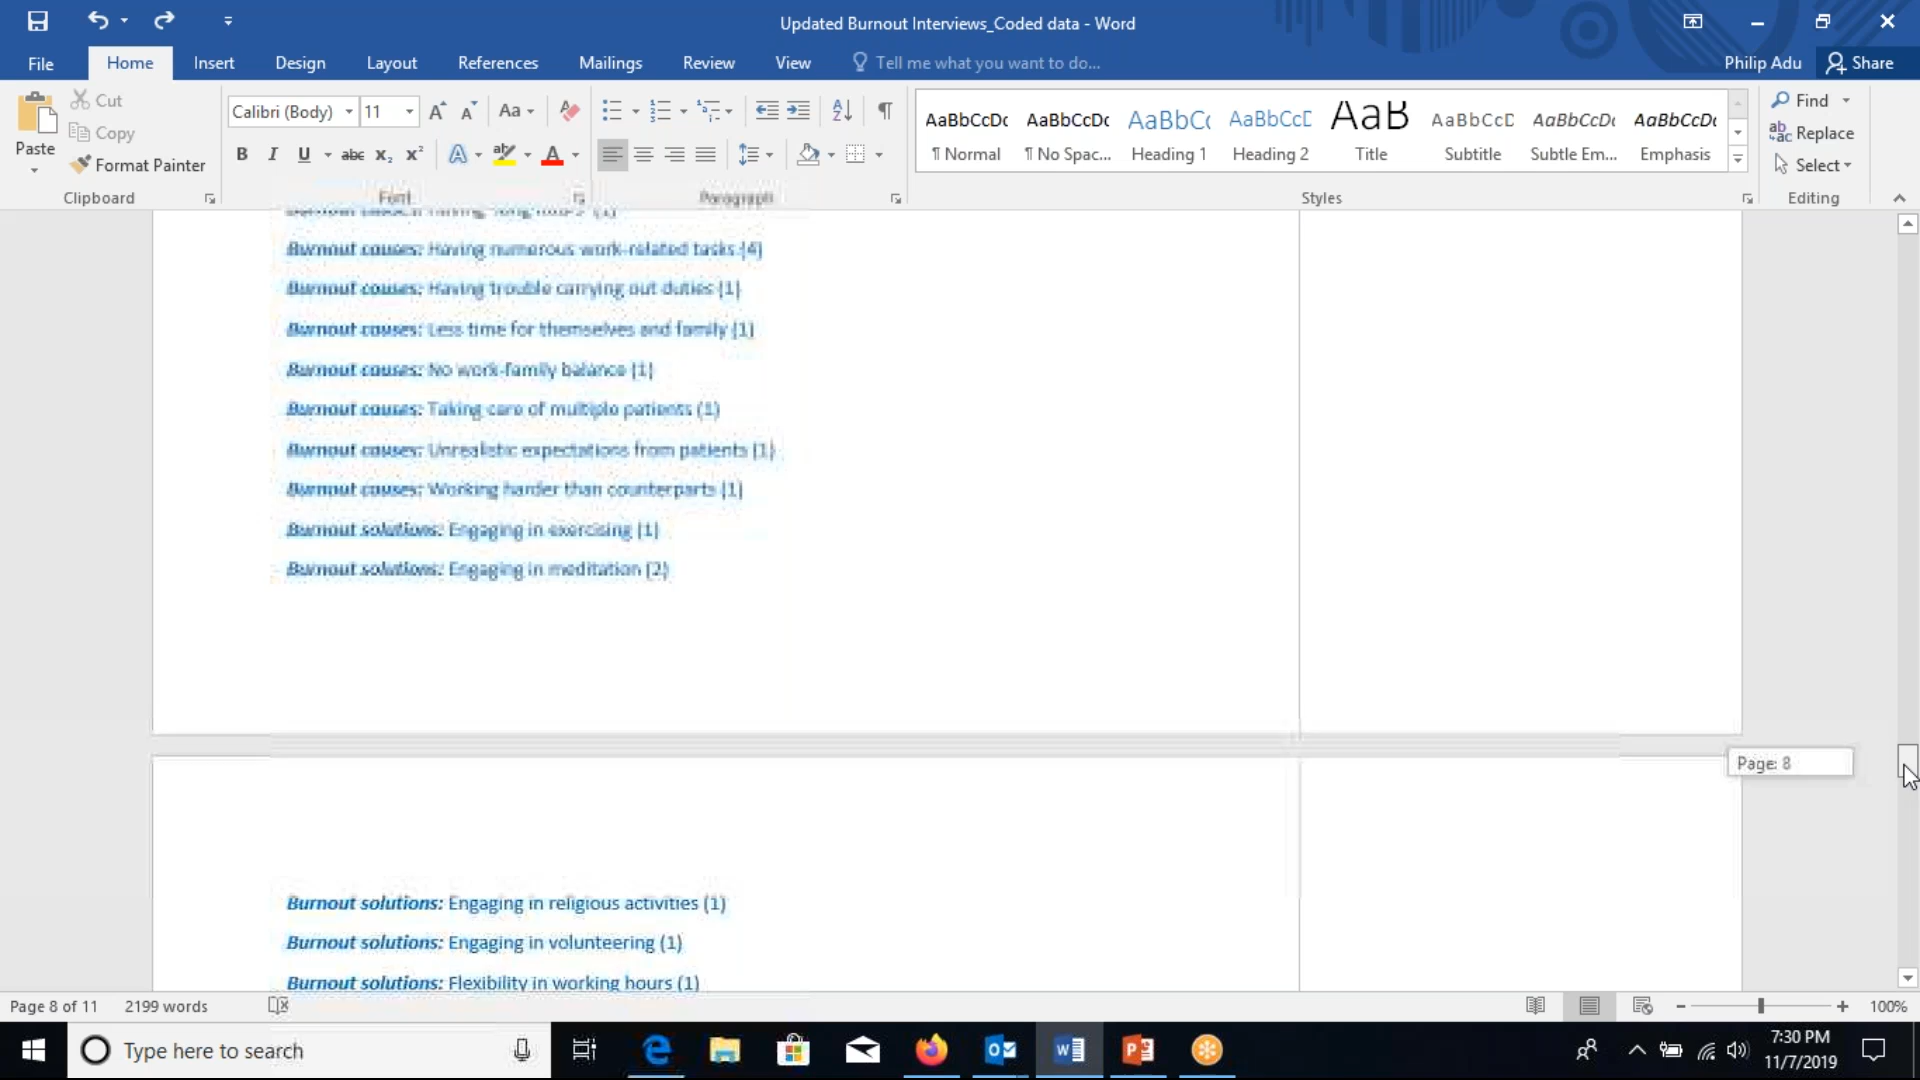 Updated Burnout Interviews_Coded data - Word
File Home Insert Design Layout References Mailings Review View Tell me what you want to do... Philip Adu Share
Paste
Cut
Copy
Format Painter
Clipboard
Calibri (Body) 11
Font
Paragraph
AaBbCcDc AaBbCcDc AaBbCc AaBbCcD AaB AaBbCcD AaBbCcDc AaBbCcDc
¶ Normal ¶ No Spac... Heading 1 Heading 2 Title Subtitle Subtle Em... Emphasis
Styles
Find
Replace
Select
Editing
Burnout causes: Having numerous work-related tasks (4)
Burnout causes: Having trouble carrying out duties (1)
Burnout causes: Less time for themselves and family (1)
Burnout causes: No work-family balance (1)
Burnout causes: Taking care of multiple patients (1)
Burnout causes: Unrealistic expectations from patients (1)
Burnout causes: Working harder than counterparts (1)
Burnout solutions: Engaging in exercising (1)
Burnout solutions: Engaging in meditation (2)
Page: 8
Burnout solutions: Engaging in religious activities (1)
Burnout solutions: Engaging in volunteering (1)
Burnout solutions: Flexibility in working hours (1)
Page 8 of 11 2199 words 100%
Type here to search
7:30 PM
11/7/2019